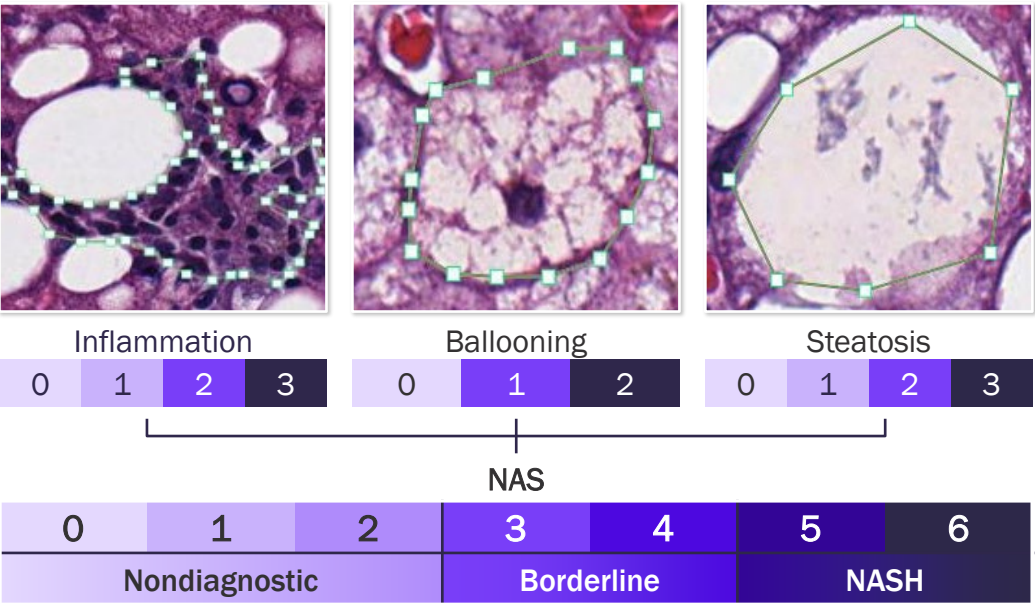 Inflammation Ballooning Steatosis
0 1 2 3 0 1 2 0 1 2 3
NAS
0 1 2 3 4 5 6
Nondiagnostic Borderline NASH